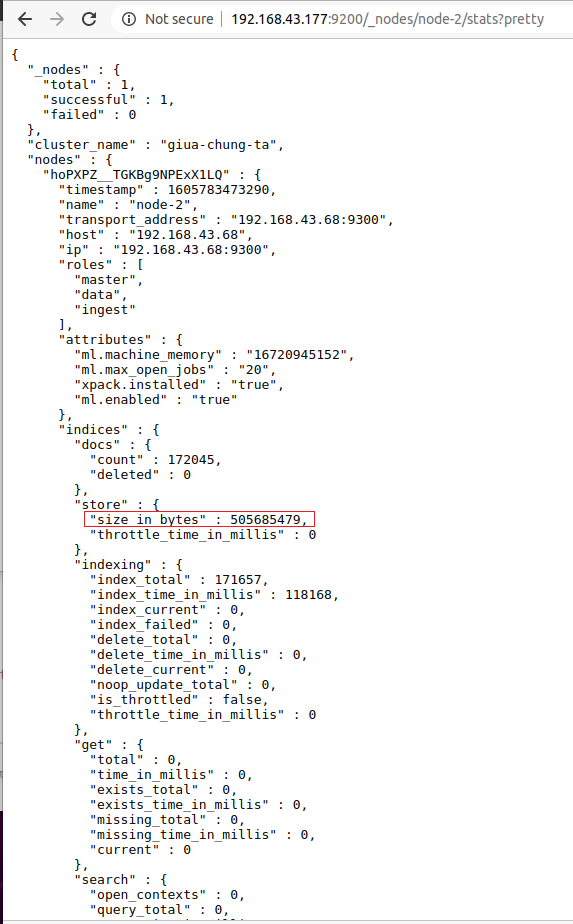 Not secure | 192.168.43.177:9200/_nodes/node-2/stats?pretty
{
  "_nodes" : {
    "total" : 1,
    "successful" : 1,
    "failed" : 0
  },
  "cluster_name" : "giua-chung-ta",
  "nodes" : {
    "hoPXPZ__TGKBg9NPExX1LQ" : {
      "timestamp" : 1605783473290,
      "name" : "node-2",
      "transport_address" : "192.168.43.68:9300",
      "host" : "192.168.43.68",
      "ip" : "192.168.43.68:9300",
      "roles" : [
        "master",
        "data",
        "ingest"
      ],
      "attributes" : {
        "ml.machine_memory" : "16720945152",
        "ml.max_open_jobs" : "20",
        "xpack.installed" : "true",
        "ml.enabled" : "true"
      },
      "indices" : {
        "docs" : {
          "count" : 172045,
          "deleted" : 0
        },
        "store" : {
          "size_in_bytes" : 505685479,
          "throttle_time_in_millis" : 0
        },
        "indexing" : {
          "index_total" : 171657,
          "index_time_in_millis" : 118168,
          "index_current" : 0,
          "index_failed" : 0,
          "delete_total" : 0,
          "delete_time_in_millis" : 0,
          "delete_current" : 0,
          "noop_update_total" : 0,
          "is_throttled" : false,
          "throttle_time_in_millis" : 0
        },
        "get" : {
          "total" : 0,
          "time_in_millis" : 0,
          "exists_total" : 0,
          "exists_time_in_millis" : 0,
          "missing_total" : 0,
          "missing_time_in_millis" : 0,
          "current" : 0
        },
        "search" : {
          "open_contexts" : 0,
          "query_total" : 0,